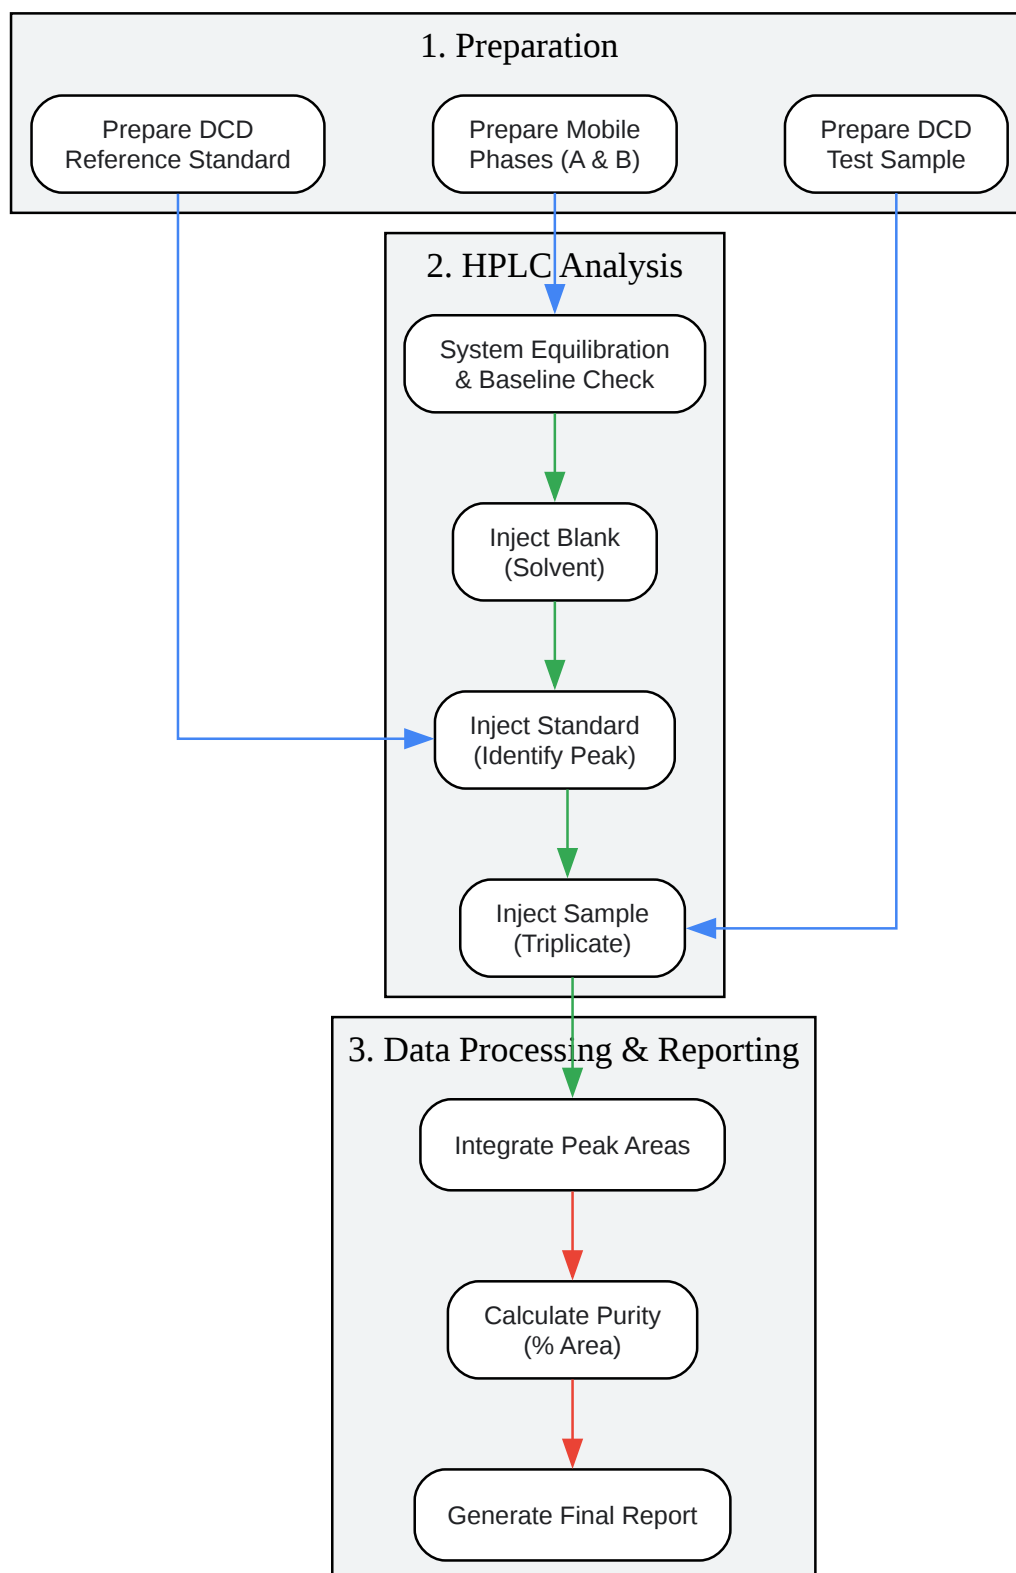 1. Preparation
Prepare DCD
Reference Standard
Prepare Mobile
Phases (A & B)
Prepare DCD
Test Sample
2. HPLC Analysis
System Equilibration
& Baseline Check
Inject Blank
(Solvent)
Inject Standard
(Identify Peak)
Inject Sample
(Triplicate)
3. Data Processing & Reporting
Integrate Peak Areas
Calculate Purity
(% Area)
Generate Final Report